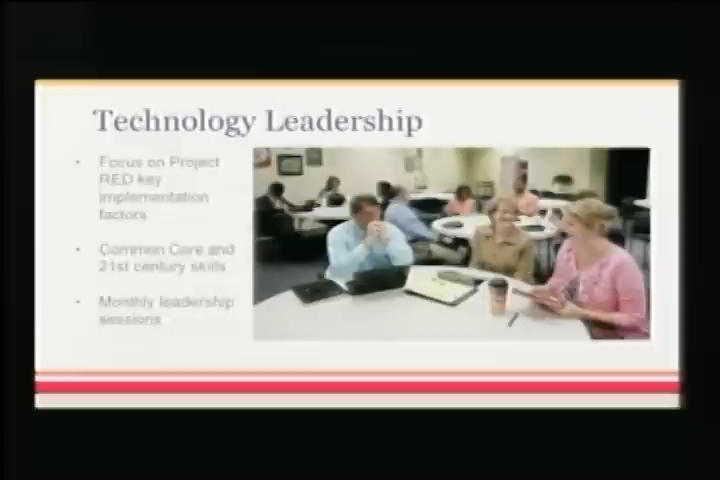 Technology Leadership
• Focus on Project
RED key
implementation
factors
• Common Core and
21st century skills
• Monthly leadership
sessions